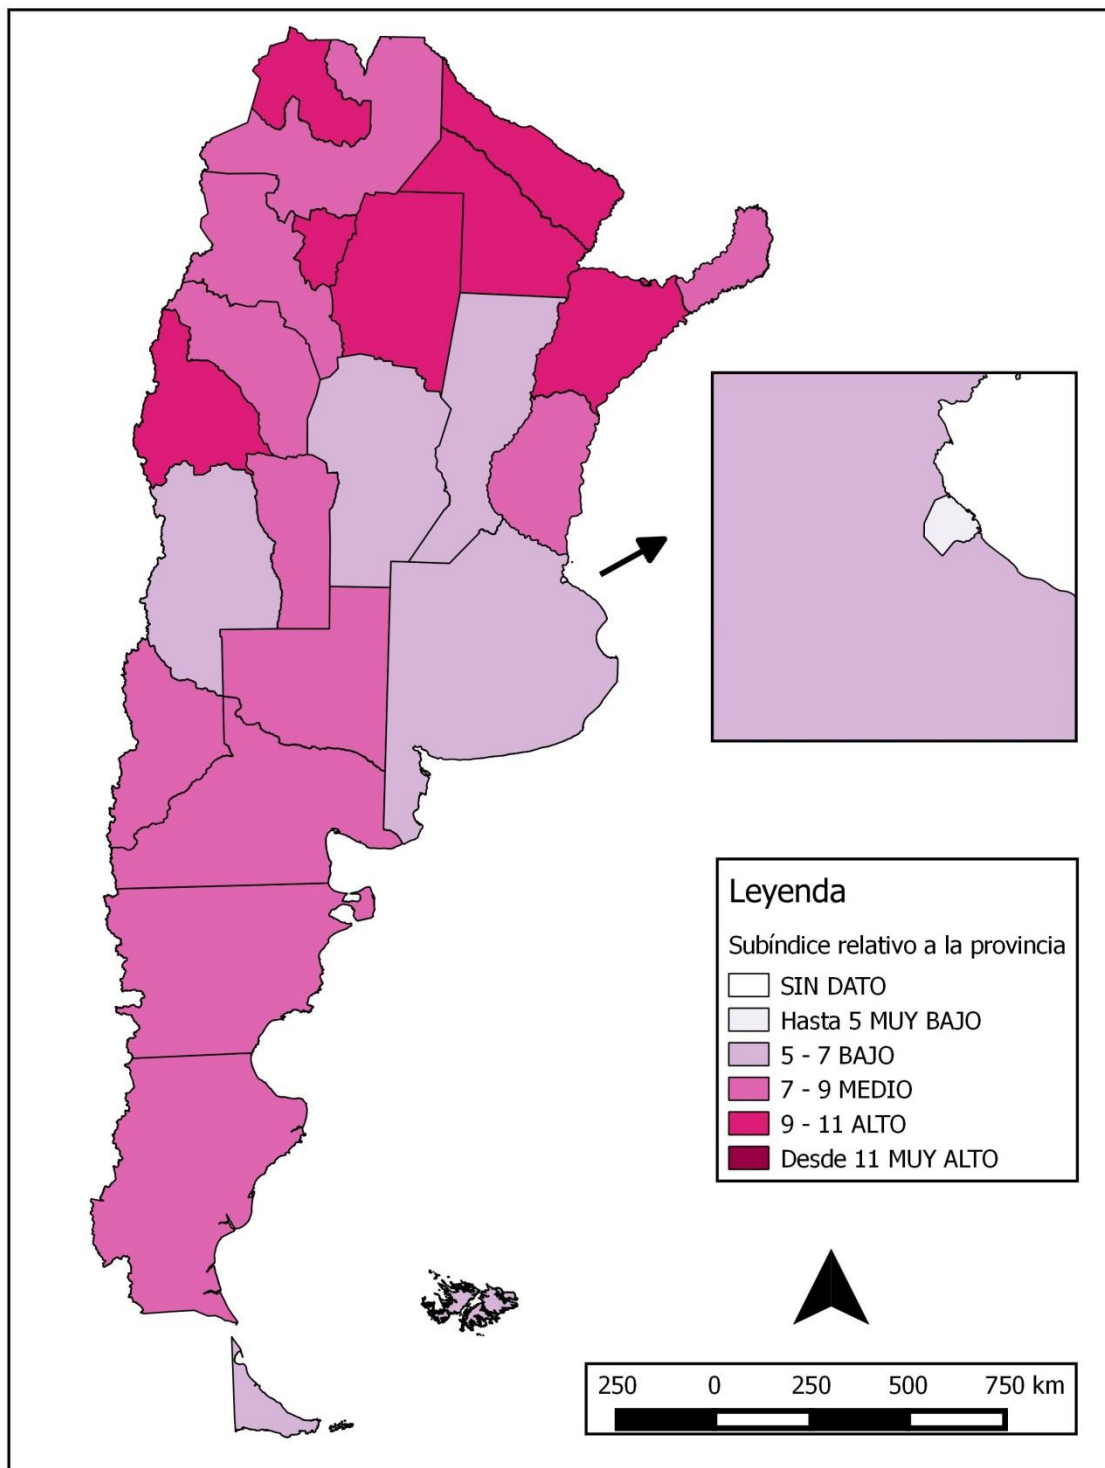 Leyenda
Subíndice relativo a la provincia
SIN DATO
Hasta 5 MUY BAJO
5 - 7 BAJO
7 - 9 MEDIO
9 - 11 ALTO
Desde 11 MUY ALTO
250 0 250 500 750 km